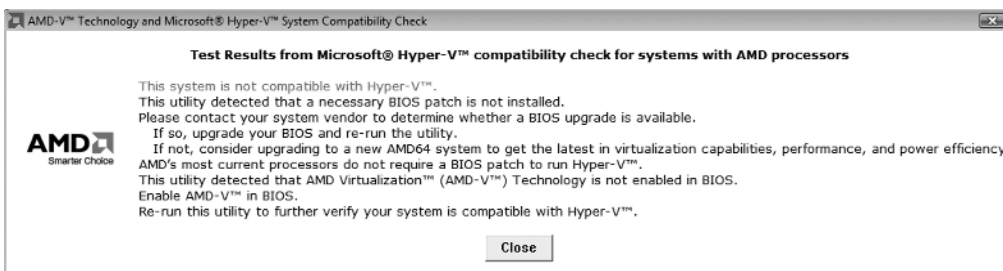 AMD-V™ Technology and Microsoft® Hyper-V™ System Compatibility Check
Test Results from Microsoft® Hyper-V™ compatibility check for systems with AMD processors
This system is not compatible with Hyper-V™.
This utility detected that a necessary BIOS patch is not installed.
Please contact your system vendor to determine whether a BIOS upgrade is available.
If so, upgrade your BIOS and re-run the utility.
If not, consider upgrading to a new AMD64 system to get the latest in virtualization capabilities, performance, and power efficiency
AMD's most current processors do not require a BIOS patch to run Hyper-V™.
This utility detected that AMD Virtualization™ (AMD-V™) Technology is not enabled in BIOS.
Enable AMD-V™ in BIOS.
Re-run this utility to further verify your system is compatible with Hyper-V™.
AMD
Smarter Choice
Close